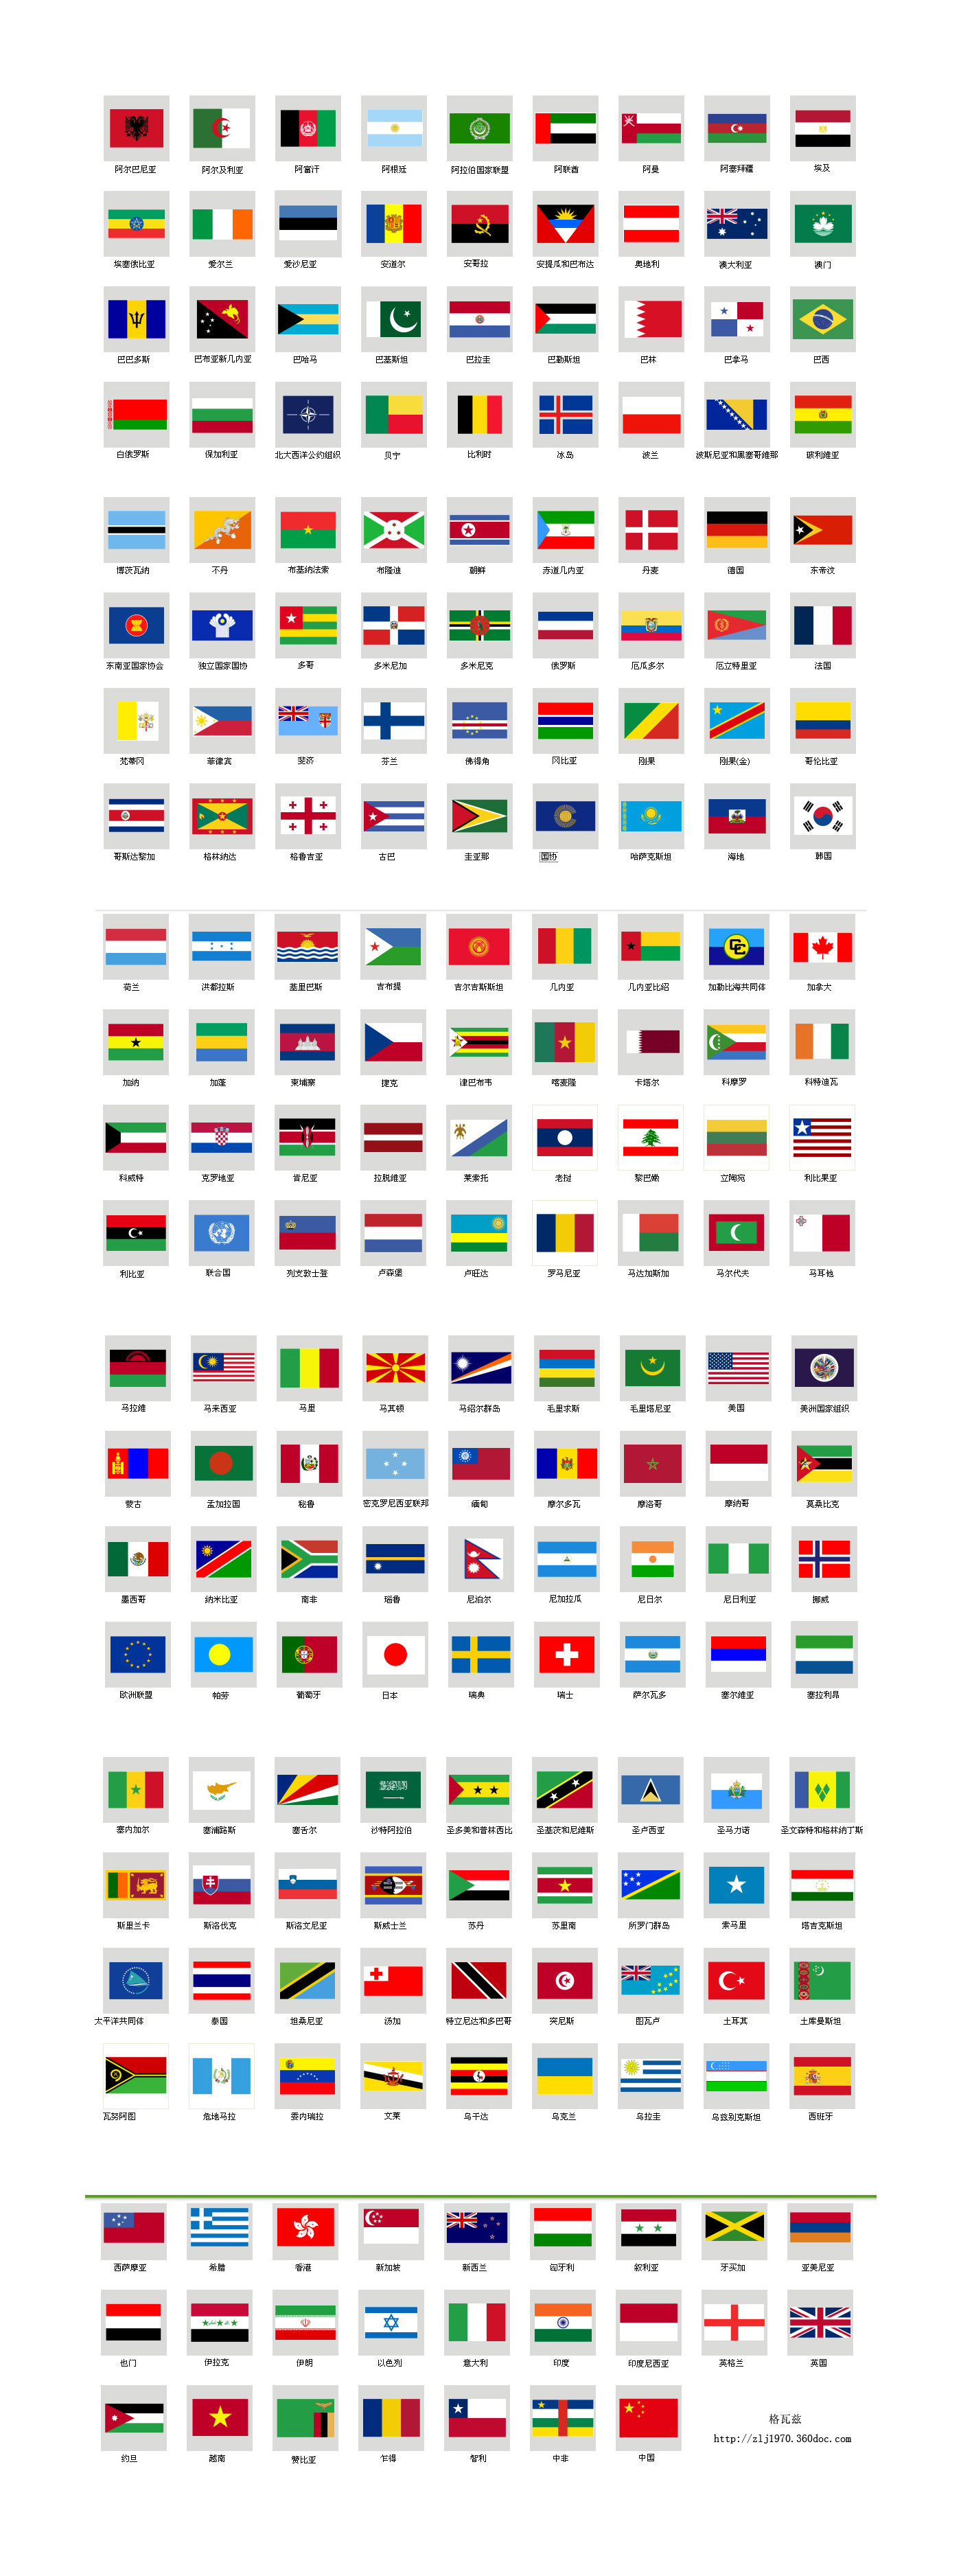 阿尔巴尼亚 阿尔及利亚 阿富汗 阿根廷 阿拉伯国家联盟 阿联酋 阿曼 阿塞拜疆 埃及
埃塞俄比亚 爱尔兰 爱沙尼亚 安道尔 安哥拉 安提瓜和巴布达 奥地利 澳大利亚 澳门
巴巴多斯 巴布亚新几内亚 巴哈马 巴基斯坦 巴拉圭 巴勒斯坦 巴林 巴拿马 巴西
白俄罗斯 保加利亚 北大西洋公约组织 贝宁 比利时 冰岛 波兰 波斯尼亚和黑塞哥维那 玻利维亚
博茨瓦纳 不丹 布基纳法索 布隆迪 朝鲜 赤道几内亚 丹麦 德国 东帝汶
东南亚国家协会 独立国家国协 多哥 多米尼加 多米尼克 俄罗斯 厄瓜多尔 厄立特里亚 法国
梵蒂冈 菲律宾 斐济 芬兰 佛得角 冈比亚 刚果 刚果(金) 哥伦比亚
哥斯达黎加 格林纳达 格鲁吉亚 古巴 圭亚那 国协 哈萨克斯坦 海地 韩国
荷兰 洪都拉斯 基里巴斯 吉布提 吉尔吉斯斯坦 几内亚 几内亚比绍 加勒比海共同体 加拿大
加纳 加蓬 柬埔寨 捷克 津巴布韦 喀麦隆 卡塔尔 科摩罗 科特迪瓦
科威特 克罗地亚 肯尼亚 拉脱维亚 莱索托 老挝 黎巴嫩 立陶宛 利比里亚
利比亚 联合国 列支敦士登 卢森堡 卢旺达 罗马尼亚 马达加斯加 马尔代夫 马耳他
马拉维 马来西亚 马里 马其顿 马绍尔群岛 毛里求斯 毛里塔尼亚 美国 美洲国家组织
蒙古 孟加拉国 秘鲁 密克罗尼西亚联邦 缅甸 摩尔多瓦 摩洛哥 摩纳哥 莫桑比克
墨西哥 纳米比亚 南非 瑙鲁 尼泊尔 尼加拉瓜 尼日尔 尼日利亚 挪威
欧洲联盟 帕劳 葡萄牙 日本 瑞典 瑞士 萨尔瓦多 塞尔维亚 塞拉利昂
塞内加尔 塞浦路斯 塞舌尔 沙特阿拉伯 圣多美和普林西比 圣基茨和尼维斯 圣卢西亚 圣马力诺 圣文森特和格林纳丁斯
斯里兰卡 斯洛伐克 斯洛文尼亚 斯威士兰 苏丹 苏里南 所罗门群岛 索马里 塔吉克斯坦
太平洋共同体 泰国 坦桑尼亚 汤加 特立尼达和多巴哥 突尼斯 图瓦卢 土耳其 土库曼斯坦
瓦努阿图 危地马拉 委内瑞拉 文莱 乌干达 乌克兰 乌拉圭 乌兹别克斯坦 西班牙
西萨摩亚 希腊 香港 新加坡 新西兰 匈牙利 叙利亚 牙买加 亚美尼亚
也门 伊拉克 伊朗 以色列 意大利 印度 印度尼西亚 英格兰 英国
约旦 越南 赞比亚 乍得 智利 中非 中国
格瓦兹
http://zlj1970.360doc.com